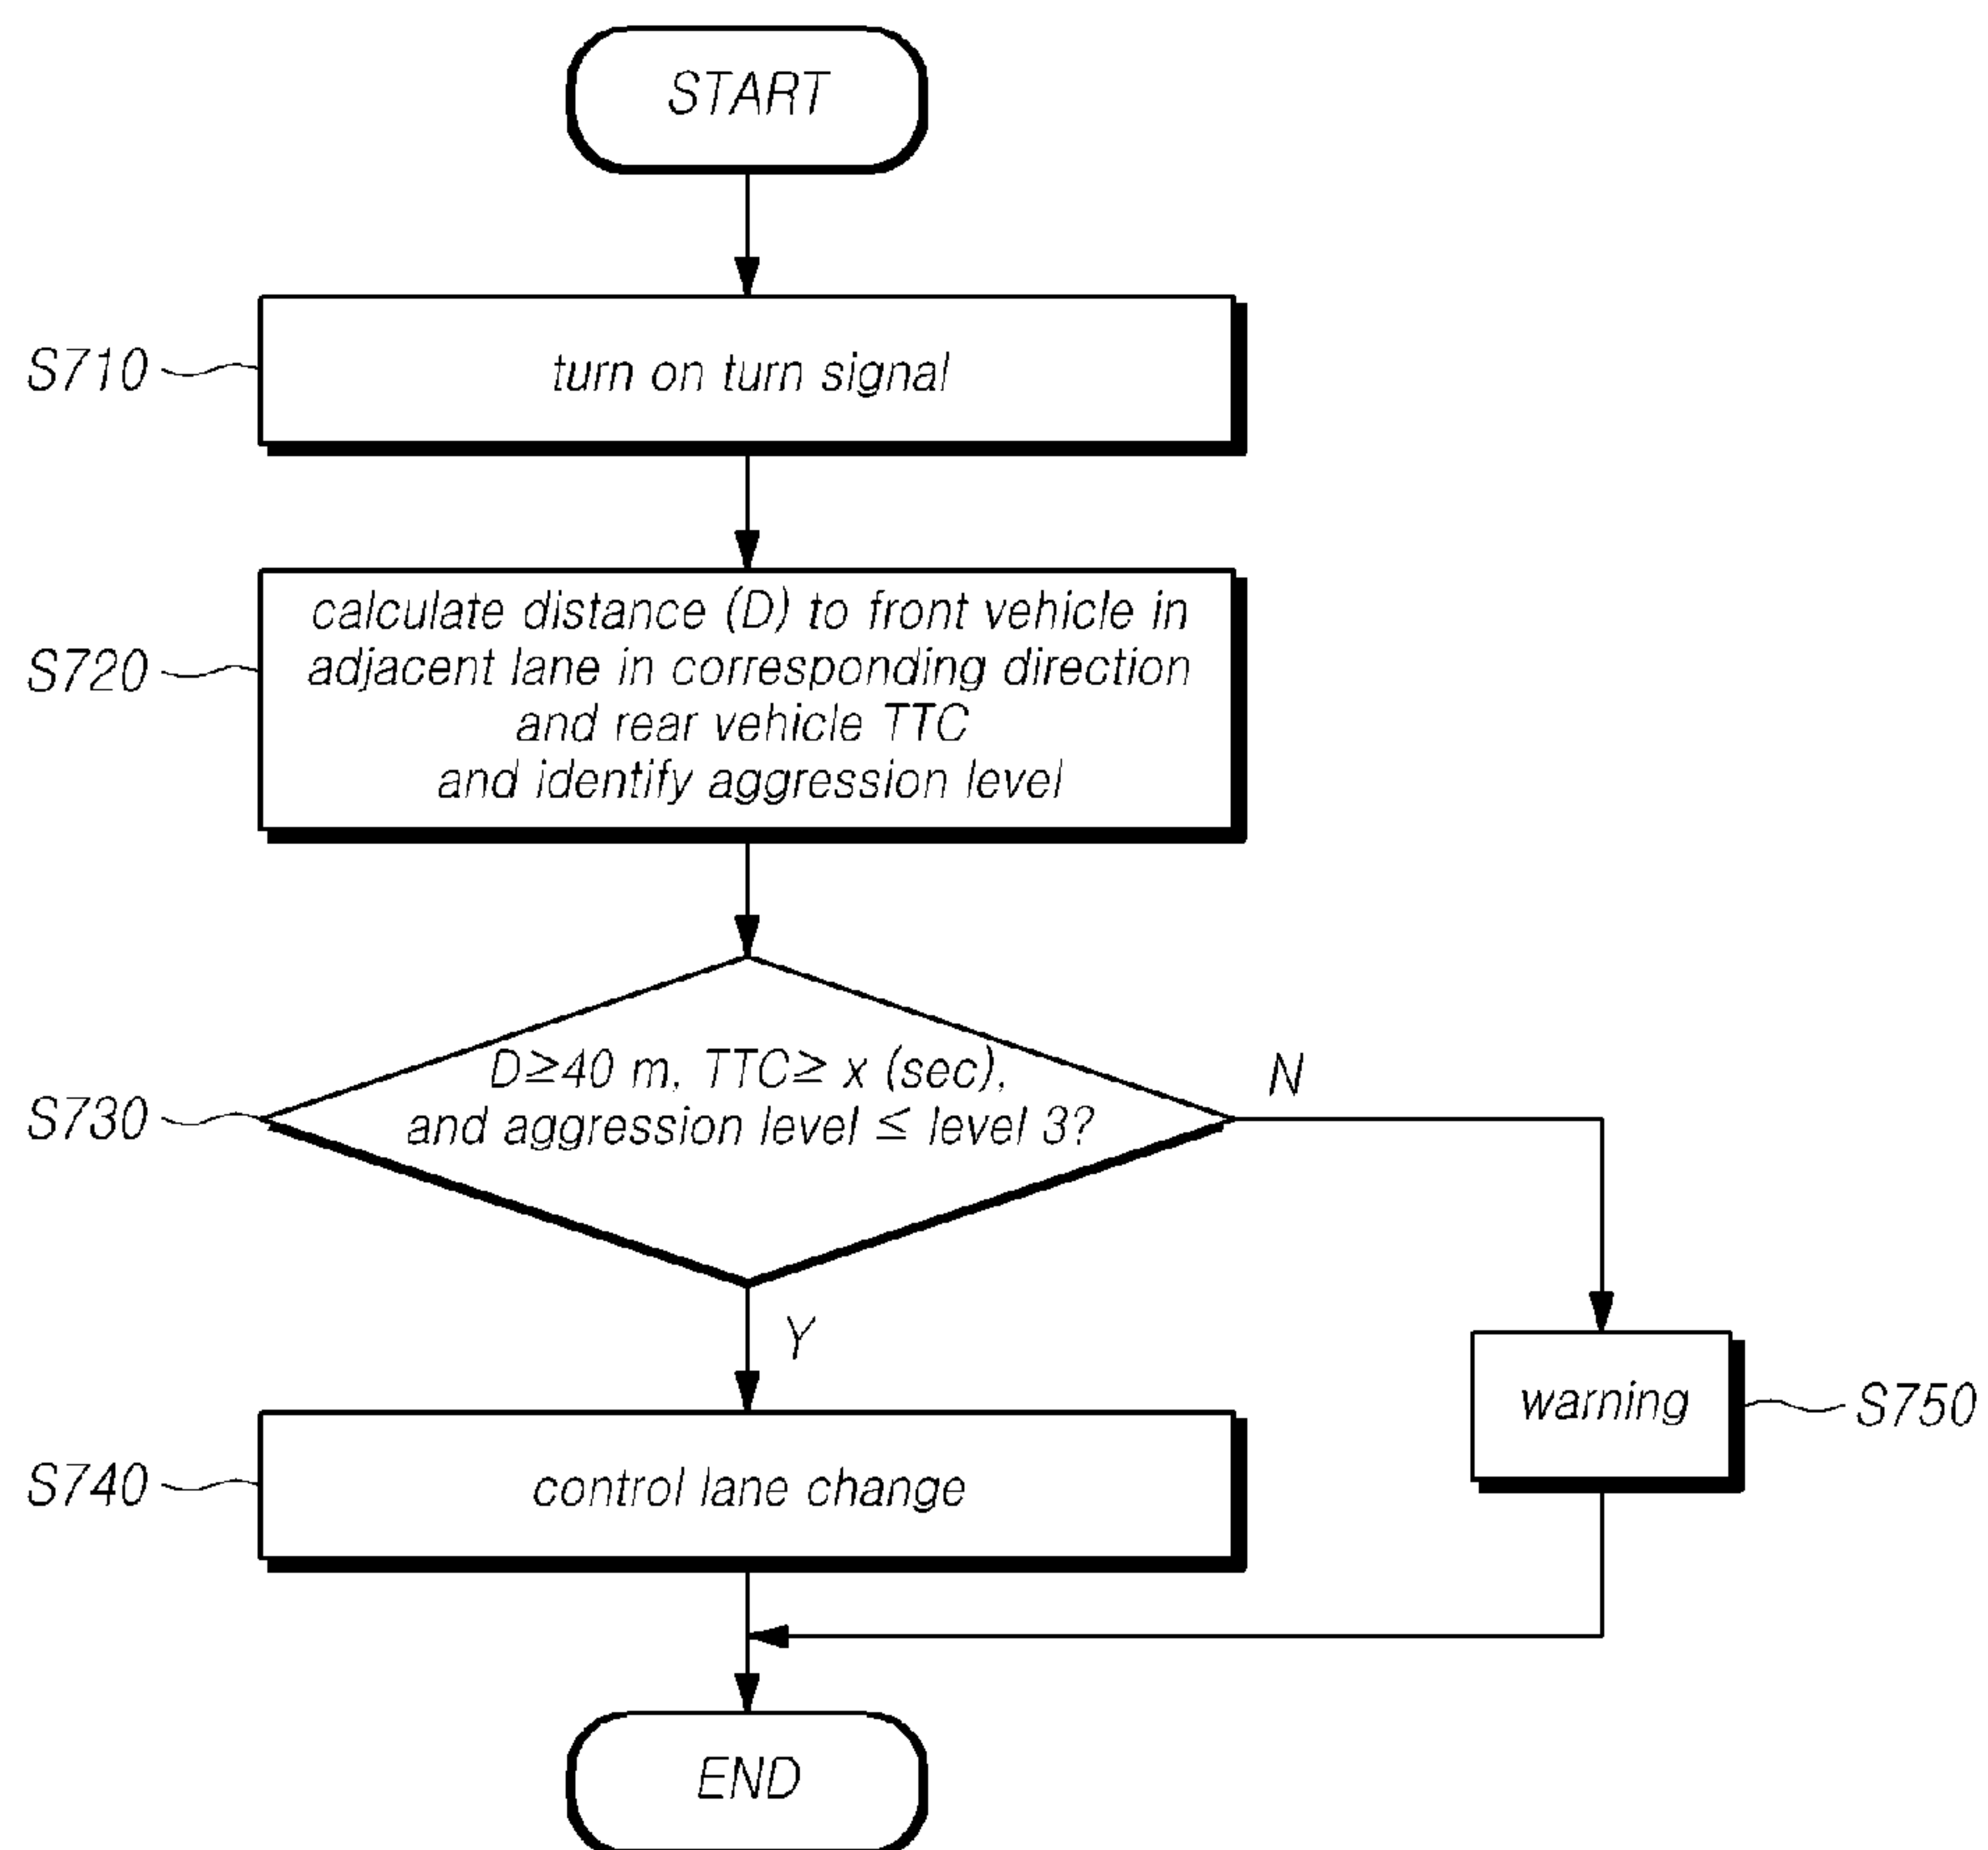 START
S710
turn on turn signal
S720
calculate distance (D) to front vehicle in
adjacent lane in corresponding direction
and rear vehicle TTC
and identify aggression level
S730
D≥40 m, TTC≥ x (sec),
and aggression level ≤ level 3?
N
Y
warning
S750
S740
control lane change
END